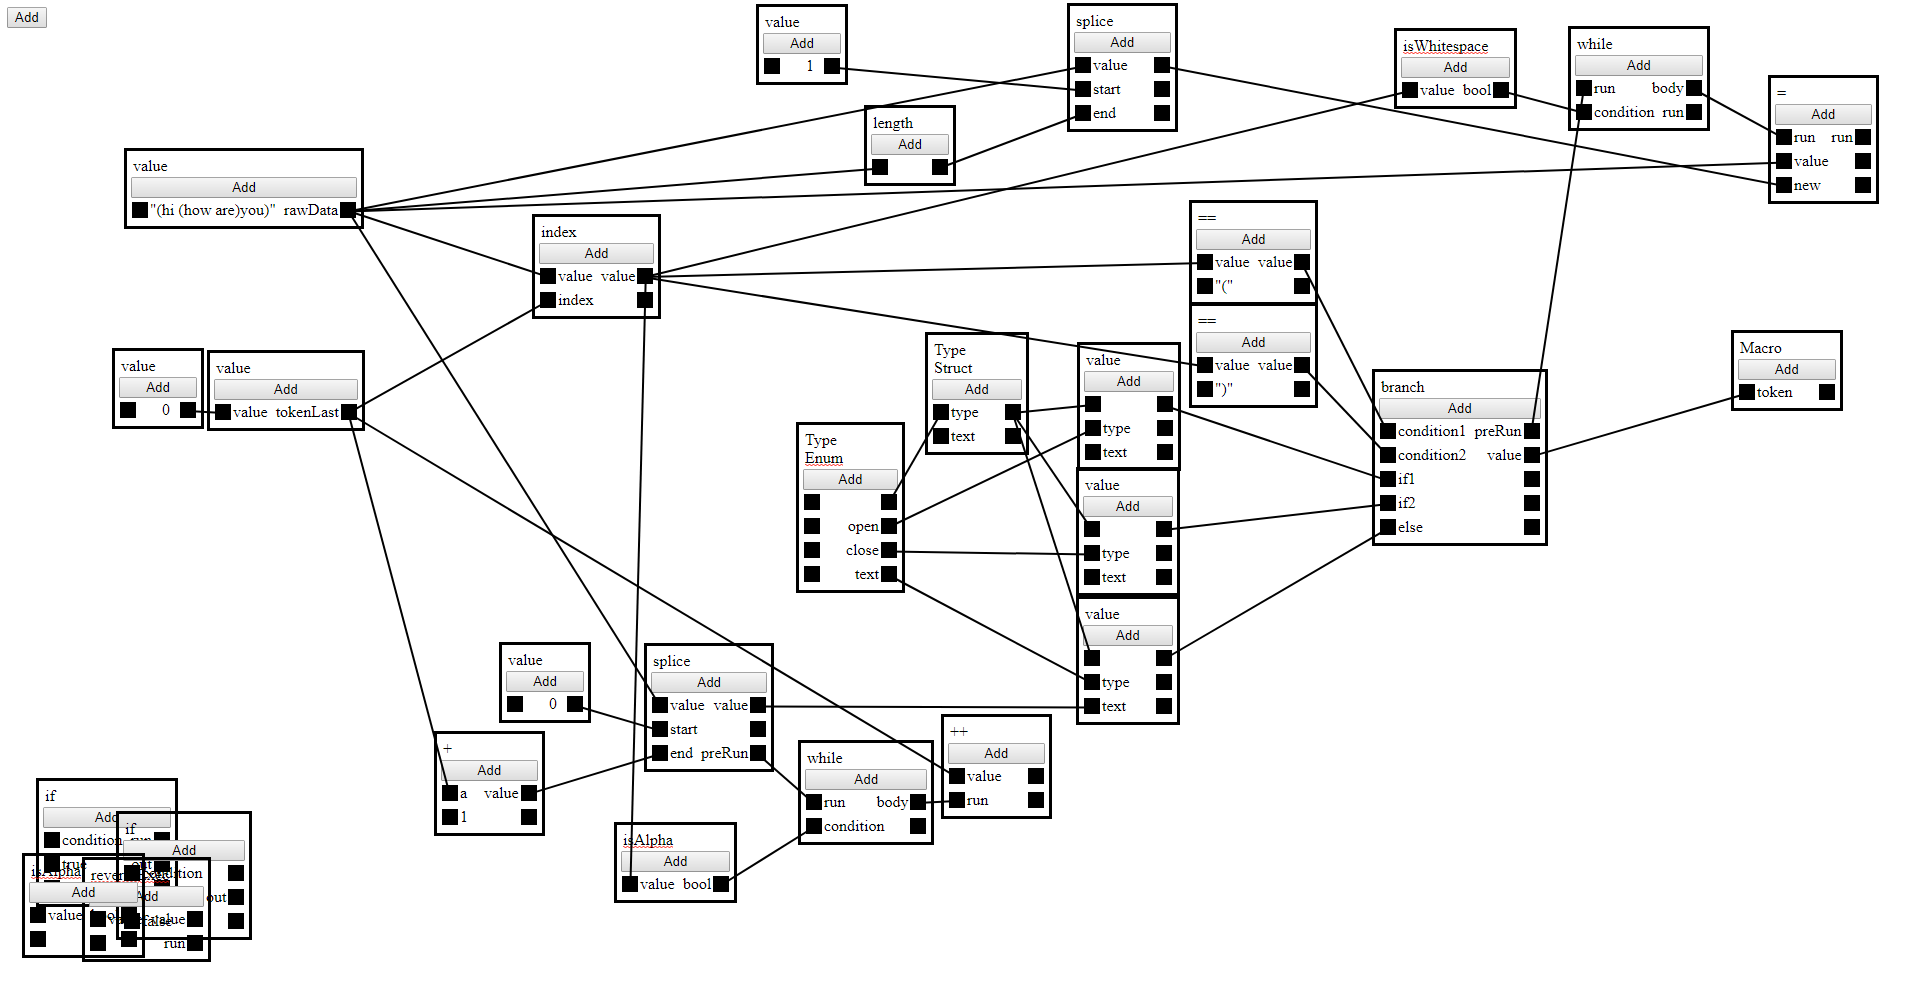 Add
value
Add
1
splice
Add
value
start
end
isWhitespace
Add
value bool
while
Add
run body
condition run
=
Add
run run
value
new
length
Add
value
Add
"(hi (how are)you)" rawData
index
Add
value value
index
==
Add
value value
"("
==
Add
value value
")"
value
Add
0
value
Add
value tokenLast
Type
Struct
Add
type
text
value
Add
type
text
Macro
Add
token
branch
Add
condition1 preRun
condition2 value
if1
if2
else
Type
Enum
Add
open
close
text
value
Add
type
text
value
Add
type
text
value
Add
0
splice
Add
value value
start
end preRun
+
Add
a value
1
while
Add
run body
condition
++
Add
value
run
isAlpha
Add
value bool
if
Add
condition run
true out
if
Add
condition
out
false
isAlpha
Add
value
Add
value
run